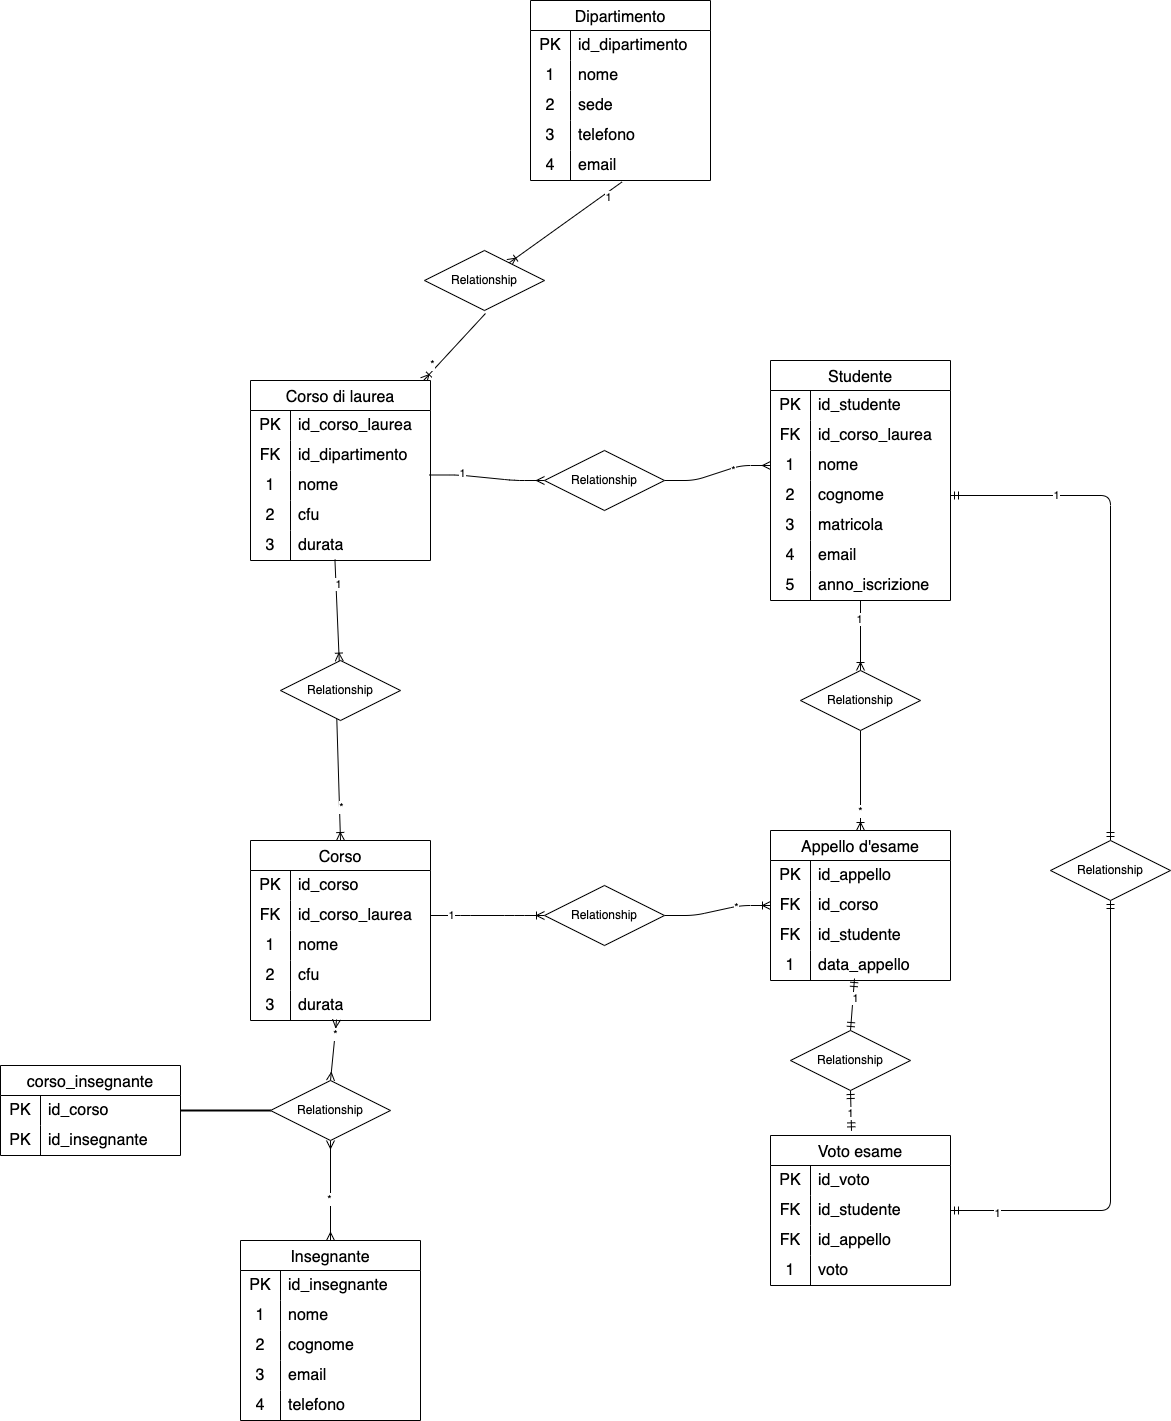 Dipartimento
PK id_dipartimento
1 nome
2 sede
3 telefono
4 email
1
Relationship
*
Corso di laurea
PK id_corso_laurea
FK id_dipartimento
1 nome
2 cfu
3 durata
1
Relationship
*
Studente
PK id_studente
FK id_corso_laurea
1 nome
2 cognome
3 matricola
4 email
5 anno_iscrizione
1
1
1
Relationship
Relationship
*
*
Corso
PK id_corso
FK id_corso_laurea
1 nome
2 cfu
3 durata
1
Relationship
*
Appello d'esame
PK id_appello
FK id_corso
FK id_studente
1 data_appello
Relationship
*
1
corso_insegnante
PK id_corso
PK id_insegnante
Relationship
Relationship
1
*
Voto esame
PK id_voto
FK id_studente
FK id_appello
1 voto
1
Insegnante
PK id_insegnante
1 nome
2 cognome
3 email
4 telefono